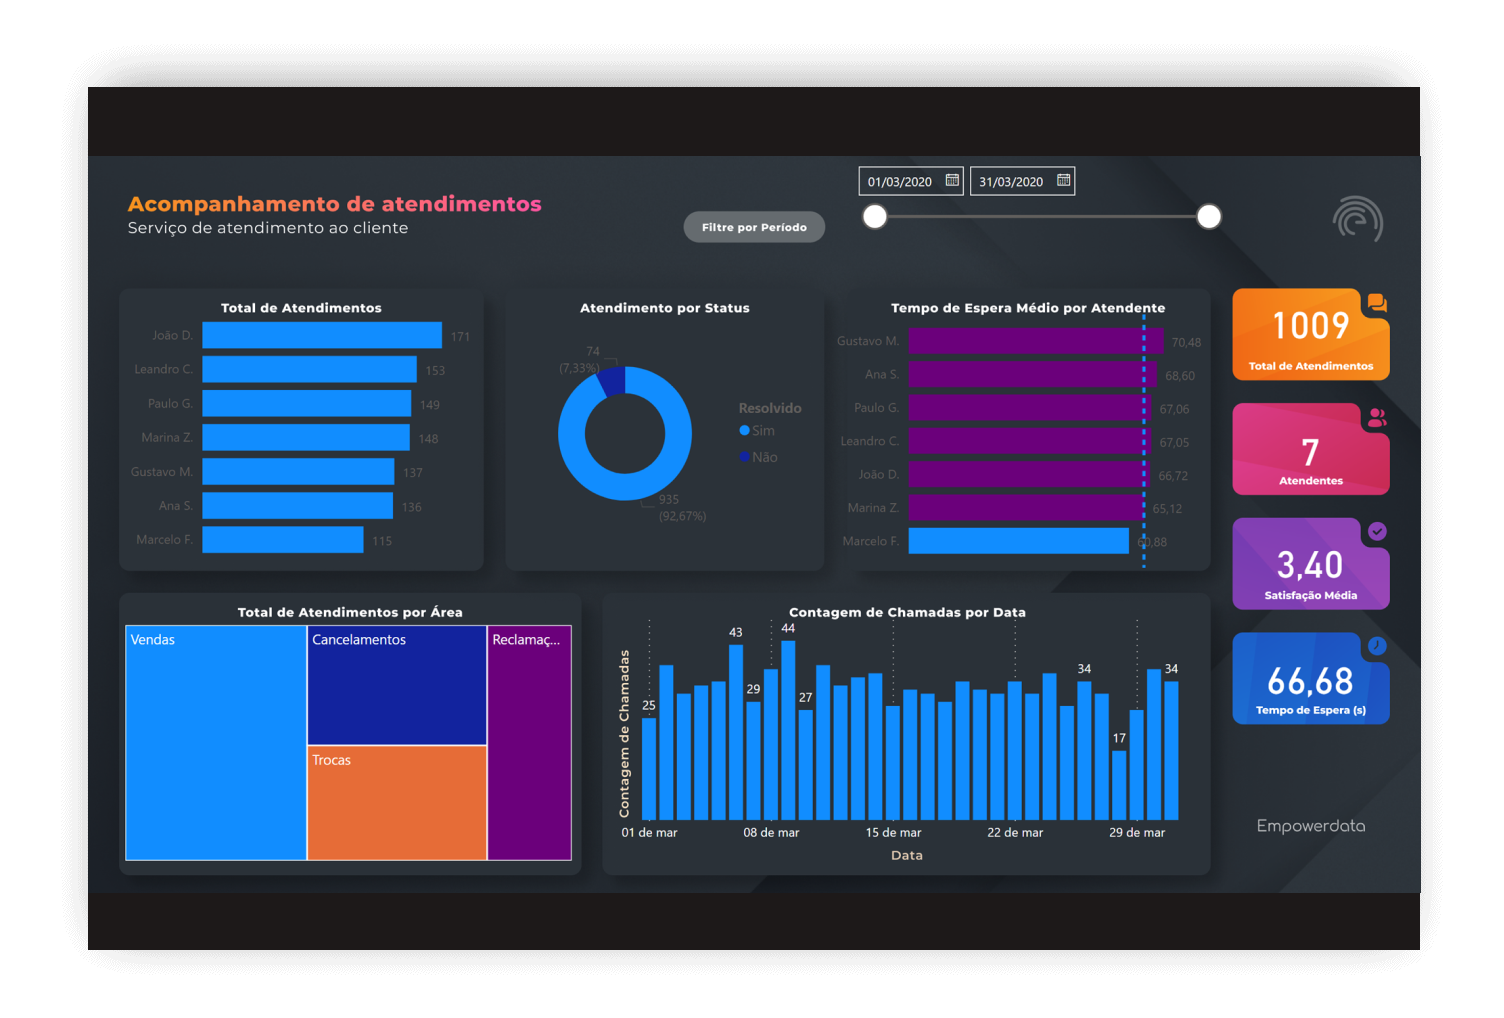 01/03/2020
31/03/2020
Acompanhamento de atendimentos
Serviço de atendimento ao cliente
Filtre por Período
Total de Atendimentos
João D.
171
Leandro C.
153
Paulo G.
149
Marina Z.
148
Gustavo M.
137
Ana S.
136
Marcelo F.
115
Atendimento por Status
74
(7,33%)
935
(92,67%)
Resolvido
Sim
Não
Tempo de Espera Médio por Atendente
Gustavo M.
70,48
Ana S.
68,60
Paulo G.
67,06
Leandro C.
67,05
João D.
66,72
Marina Z.
65,12
Marcelo F.
60,88
1009
Total de Atendimentos
7
Atendentes
3,40
Satisfação Média
66,68
Tempo de Espera (s)
Total de Atendimentos por Área
Vendas
Cancelamentos
Reclamaç...
Trocas
Contagem de Chamadas por Data
Contagem de Chamadas
25
43
29
44
27
34
17
34
01 de mar
08 de mar
15 de mar
22 de mar
29 de mar
Data
Empowerdata